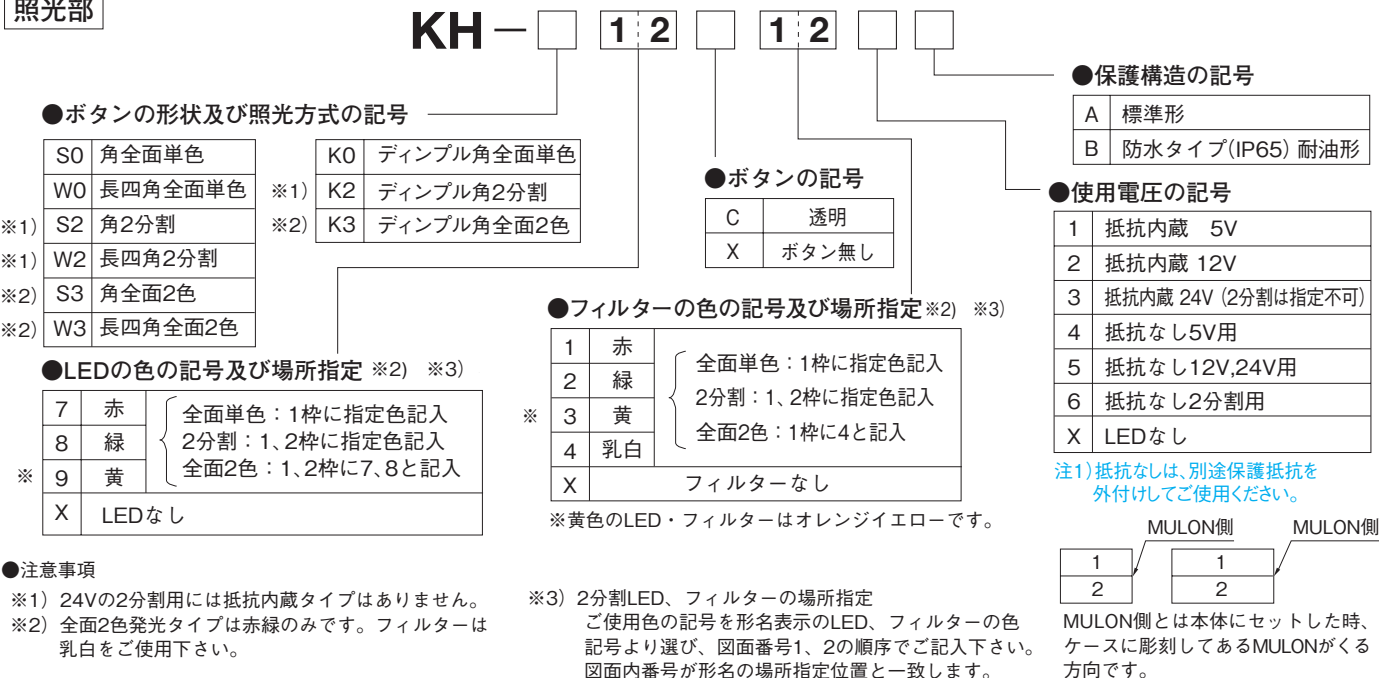 照光部
KH－□ 1 2 □ 1 2 □ □
●保護構造の記号
A 標準形
B 防水タイプ(IP65) 耐油形
●ボタンの形状及び照光方式の記号
S0 角全面単色
W0 長四角全面単色
※1) S2 角2分割
※1) W2 長四角2分割
※2) S3 角全面2色
※2) W3 長四角全面2色
K0 ディンプル角全面単色
※1) K2 ディンプル角2分割
※2) K3 ディンプル角全面2色
●ボタンの記号
C 透明
X ボタン無し
●使用電圧の記号
1 抵抗内蔵 5V
2 抵抗内蔵 12V
3 抵抗内蔵 24V (2分割は指定不可)
4 抵抗なし5V用
5 抵抗なし12V,24V用
6 抵抗なし2分割用
X LEDなし
注1)抵抗なしは、別途保護抵抗を
外付けしてご使用ください。
●LEDの色の記号及び場所指定 ※2) ※3)
7 赤
8 緑
※ 9 黄
全面単色：1枠に指定色記入
2分割：1、2枠に指定色記入
全面2色：1、2枠に7、8と記入
X LEDなし
●フィルターの色の記号及び場所指定※2) ※3)
1 赤
2 緑
※ 3 黄
4 乳白
全面単色：1枠に指定色記入
2分割：1、2枠に指定色記入
全面2色：1枠に4と記入
X フィルターなし
※黄色のLED・フィルターはオレンジイエローです。
●注意事項
※1) 24Vの2分割用には抵抗内蔵タイプはありません。
※2) 全面2色発光タイプは赤緑のみです。フィルターは
乳白をご使用下さい。
※3) 2分割LED、フィルターの場所指定
ご使用色の記号を形名表示のLED、フィルターの色
記号より選び、図面番号1、2の順序でご記入下さい。
図面内番号が形名の場所指定位置と一致します。
MULON側 MULON側
1 1
2 2
MULON側とは本体にセットした時、
ケースに彫刻してあるMULONがくる
方向です。